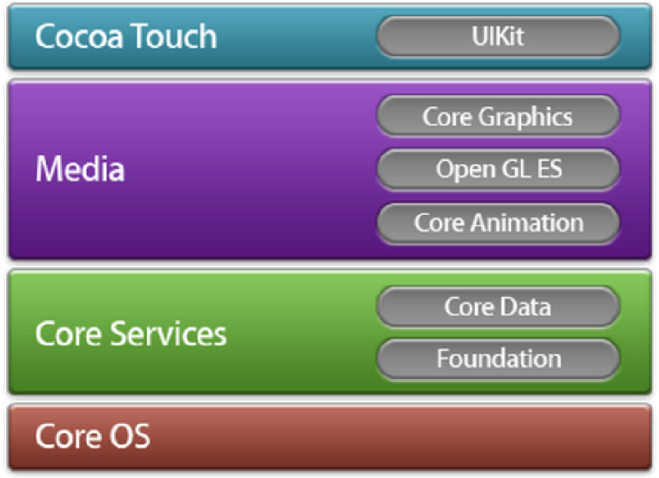 Cocoa Touch
UIKit
Media
Core Graphics
Open GL ES
Core Animation
Core Services
Core Data
Foundation
Core OS